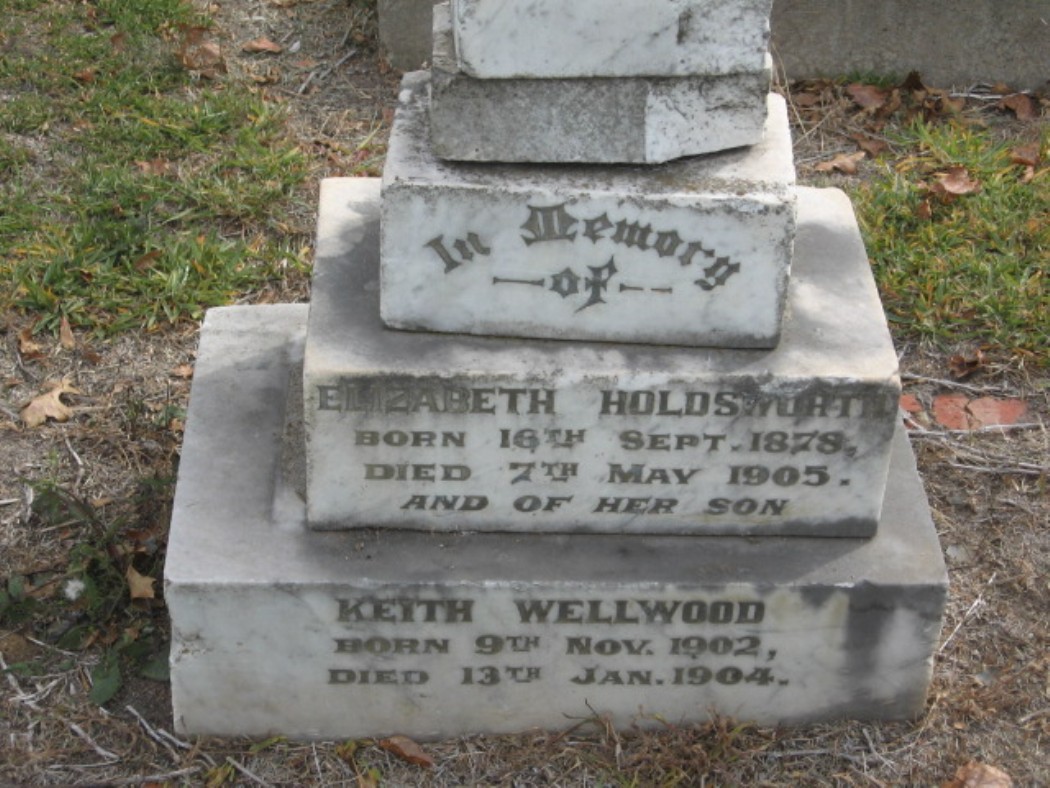 In Memory
of
ELIZABETH HOLDSWORTH
BORN 16TH SEPT. 1878,
DIED 7TH MAY 1905.
AND OF HER SON
KEITH WELLWOOD
BORN 9TH NOV. 1902,
DIED 13TH JAN. 1904.